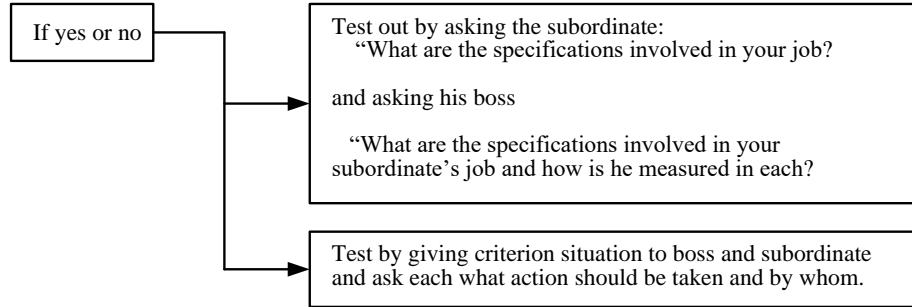 If yes or no
Test out by asking the subordinate:
“What are the specifications involved in your job?
and asking his boss
“What are the specifications involved in your
subordinate’s job and how is he measured in each?
Test by giving criterion situation to boss and subordinate
and ask each what action should be taken and by whom.